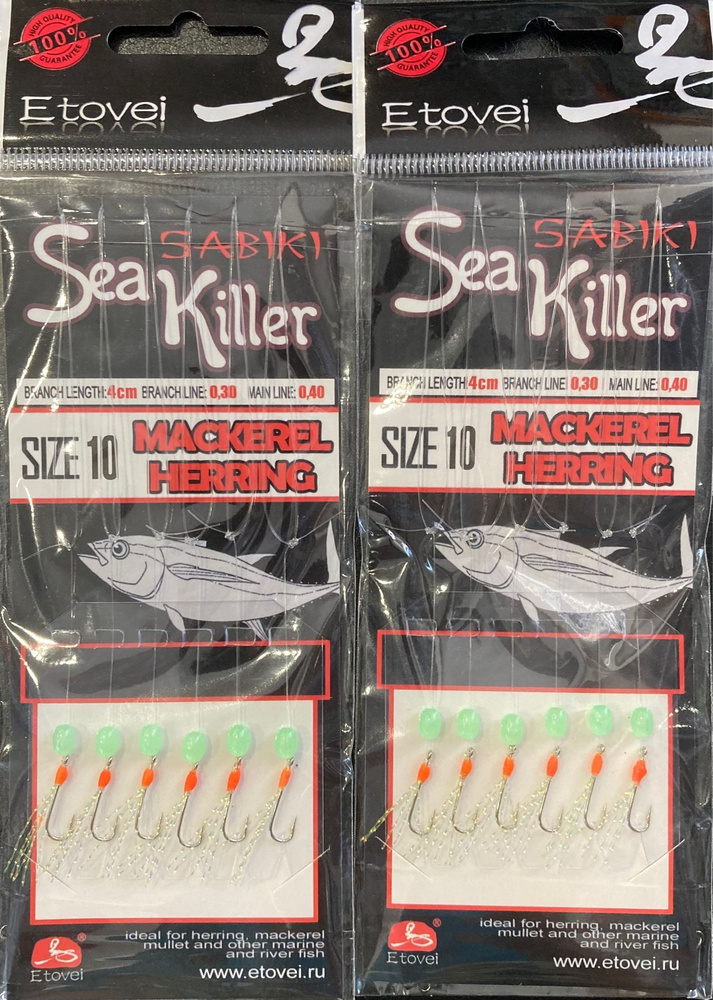 HIGH QUALITY
100%
GUARANTEE
Etovei
SABIKI
Sea
Killer
BRANCH LENGTH: 4cm BRANCH LINE: 0,30 MAIN LINE: 0,40
SIZE 10
MACKEREL
HERRING
ideal for herring, mackerel
mullet and other marine
and river fish
Etovei
®
www.etovei.ru
HIGH QUALITY
100%
GUARANTEE
Etovei
SABIKI
Sea
Killer
BRANCH LENGTH: 4cm BRANCH LINE: 0,30 MAIN LINE: 0,40
SIZE 10
MACKEREL
HERRING
ideal for herring, mackerel
mullet and other marine
and river fish
Etovei
®
www.etovei.ru